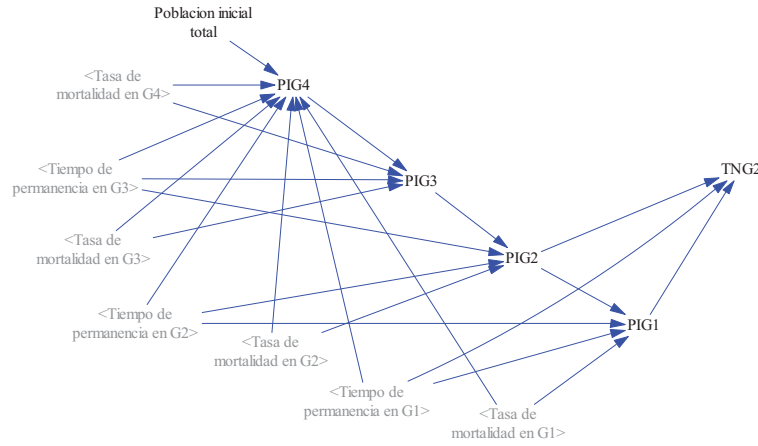 Poblacion inicial
total
<Tasa de
mortalidad en G4>
PIG4
<Tiempo de
permanencia en G3>
PIG3
TNG2
<Tasa de
mortalidad en G3>
PIG2
<Tiempo de
permanencia en G2>
PIG1
<Tasa de
mortalidad en G2>
<Tiempo de
permanencia en G1>
<Tasa de
mortalidad en G1>